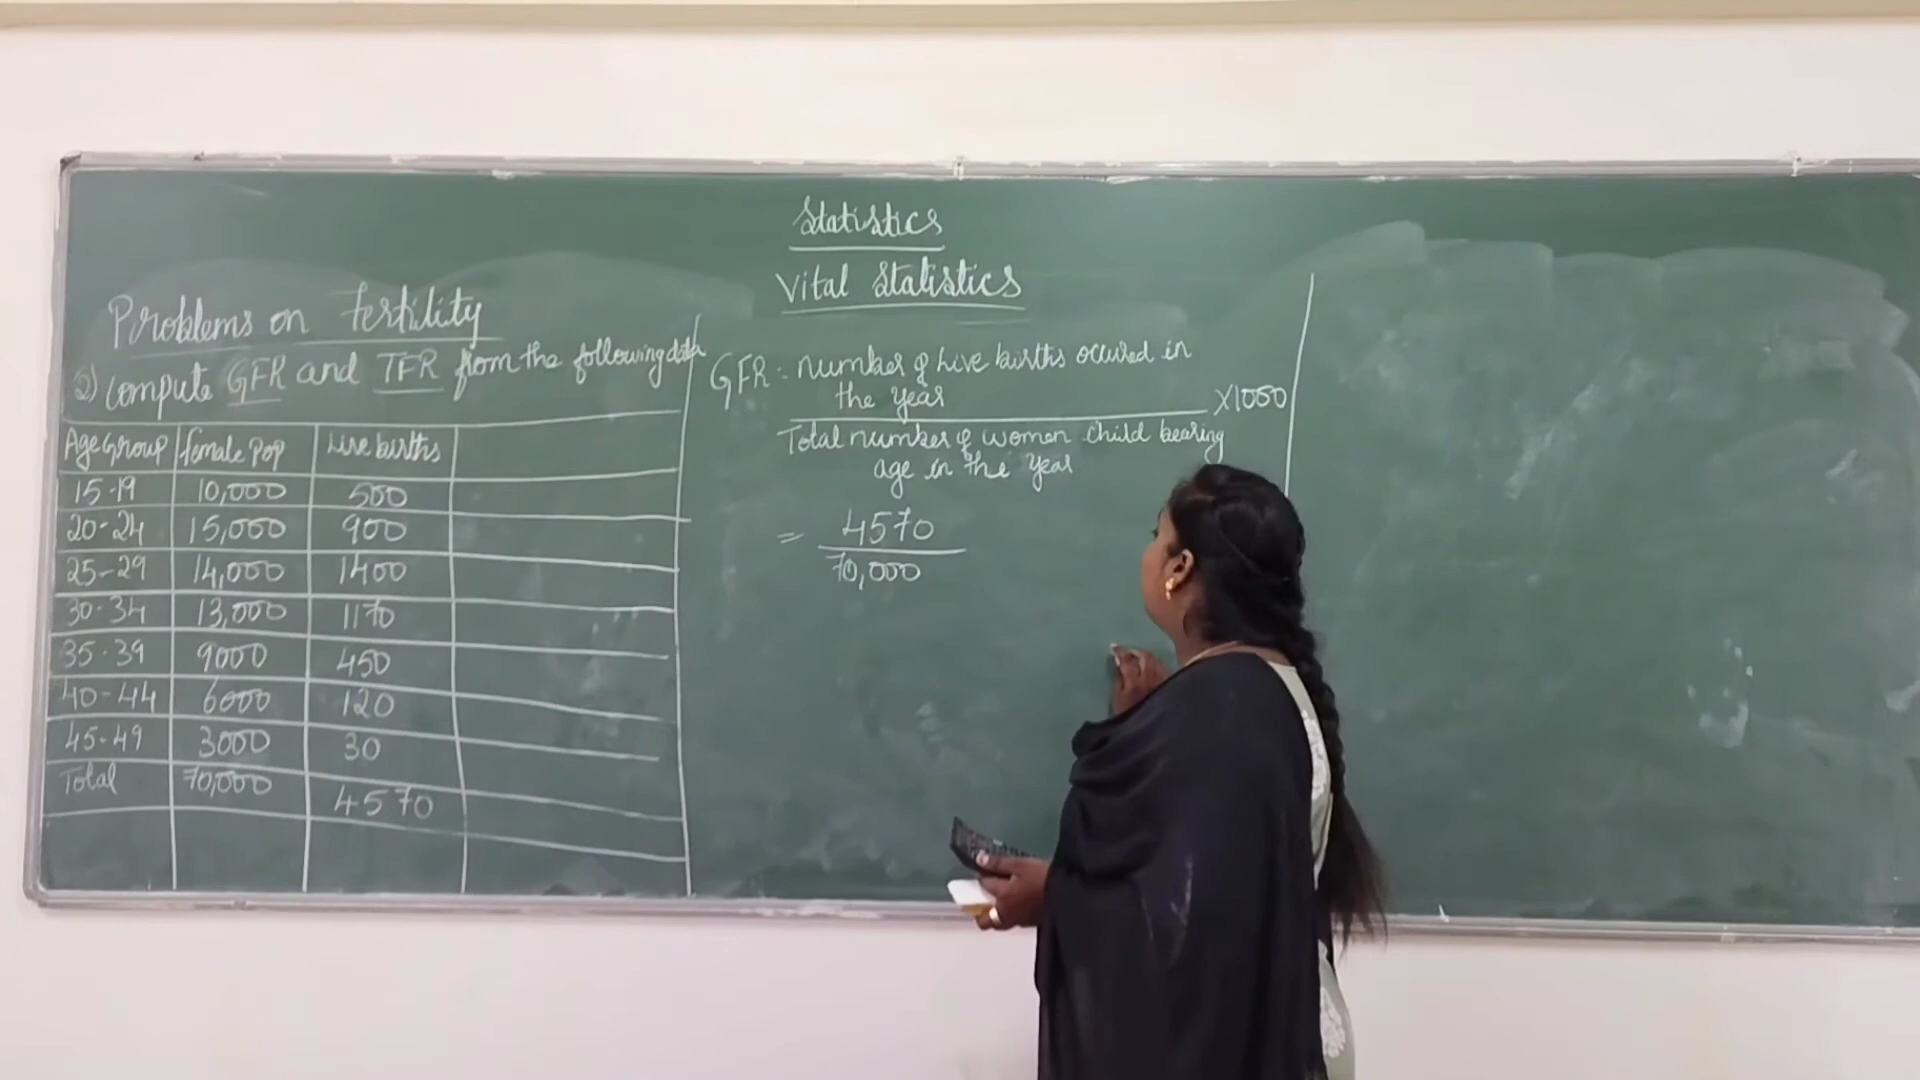 Statistics
Vital Statistics
Problems on Fertility
2) Compute GFR and TFR from the following data
Age Group Female Pop Live births
15-19 10,000 500
20-24 15,000 900
25-29 14,000 1400
30-34 13,000 1170
35-39 9000 450
40-44 6000 120
45-49 3000 30
Total 70,000 4570
GFR = Number of Live births occured in
the Year
X1000
Total number of women Child bearing
age in the Year
= 4570
70,000